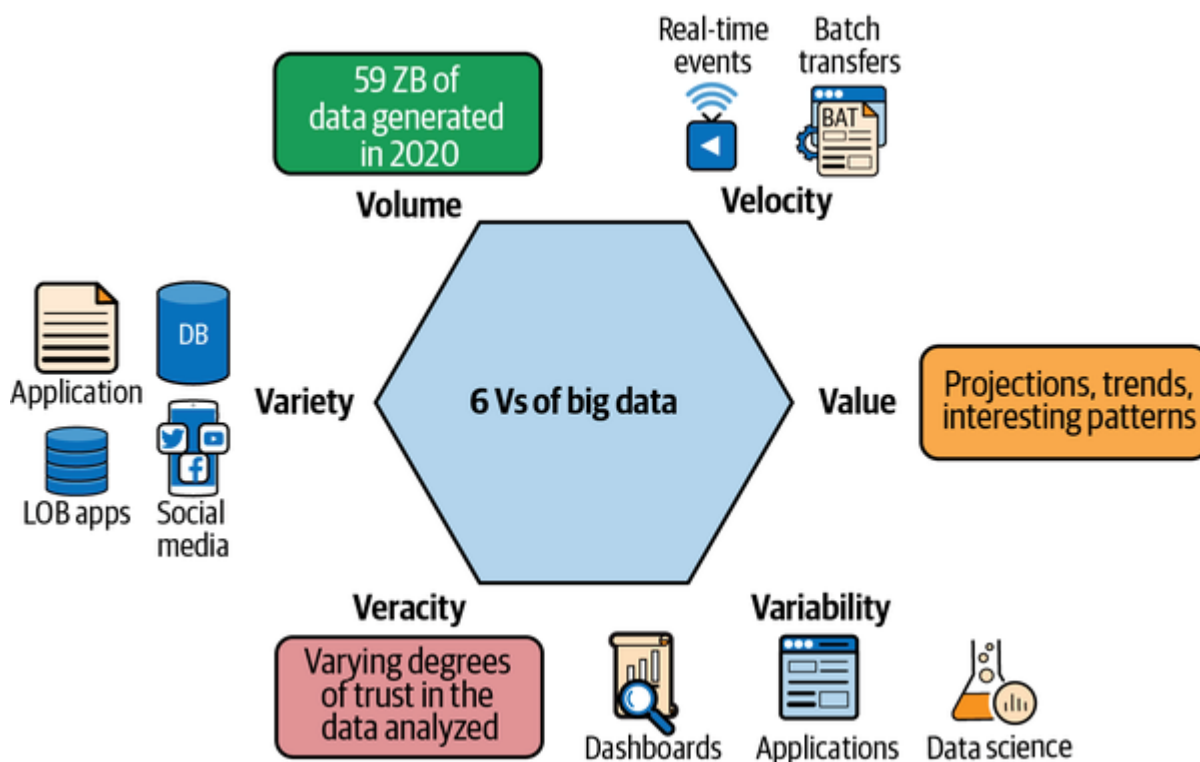 Real-time
events
Batch
transfers
59 ZB of
data generated
in 2020
BAT
Volume
Velocity
DB
Application
Variety
6 Vs of big data
Value
Projections, trends,
interesting patterns
LOB apps
Social
media
Veracity
Variability
Varying degrees
of trust in the
data analyzed
Dashboards
Applications
Data science